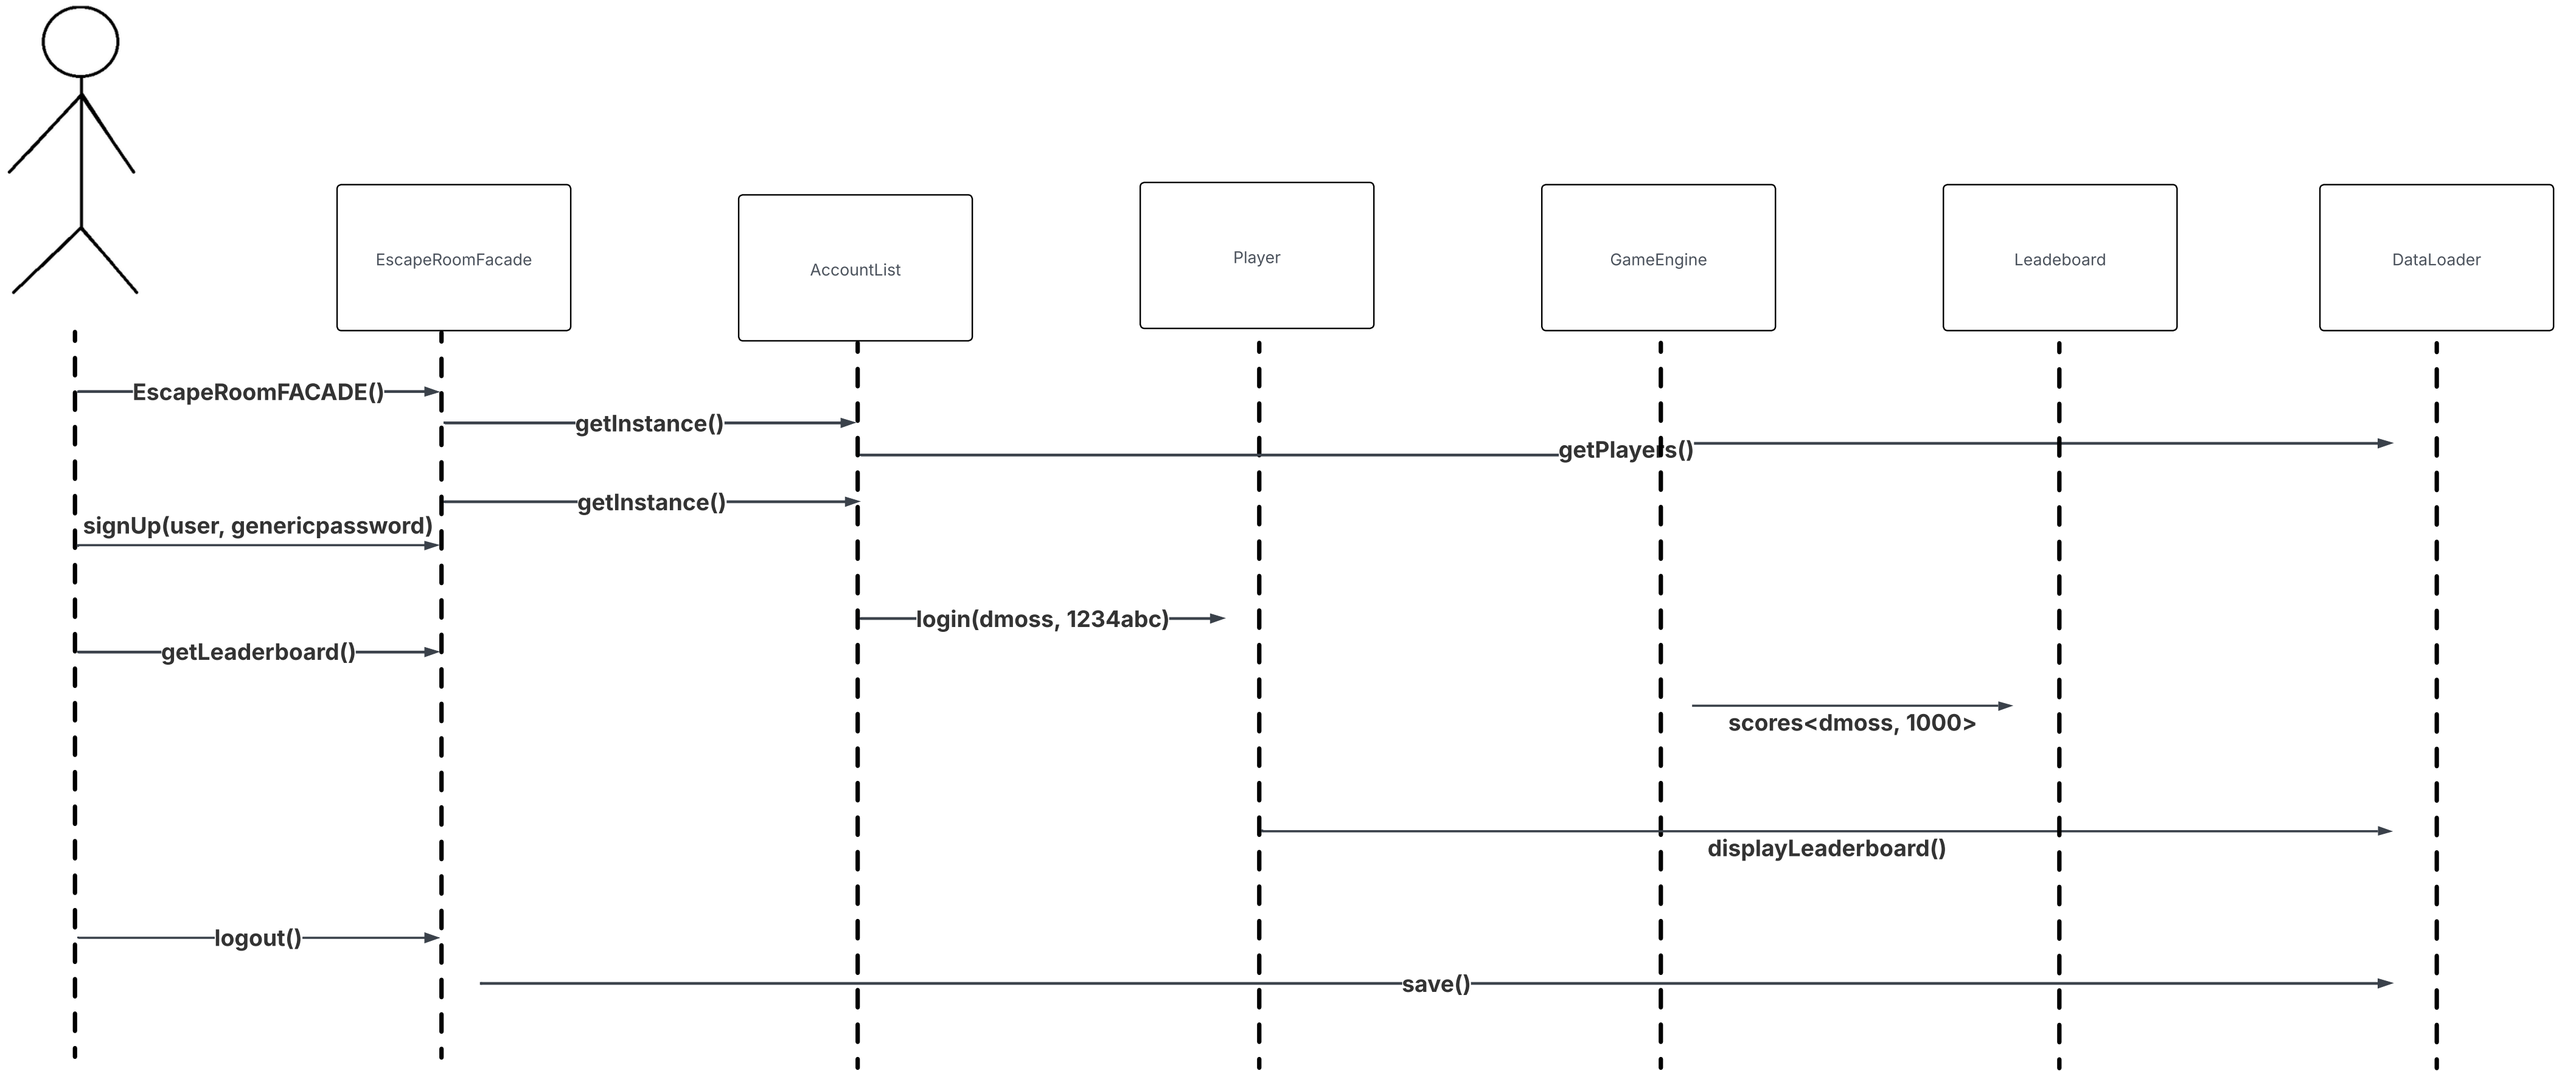 EscapeRoomFacade
AccountList
Player
GameEngine
Leadeboard
DataLoader
EscapeRoomFACADE()
getInstance()
getPlayers()
getInstance()
signUp(user, genericpassword)
login(dmoss, 1234abc)
getLeaderboard()
scores<dmoss, 1000>
displayLeaderboard()
logout()
save()